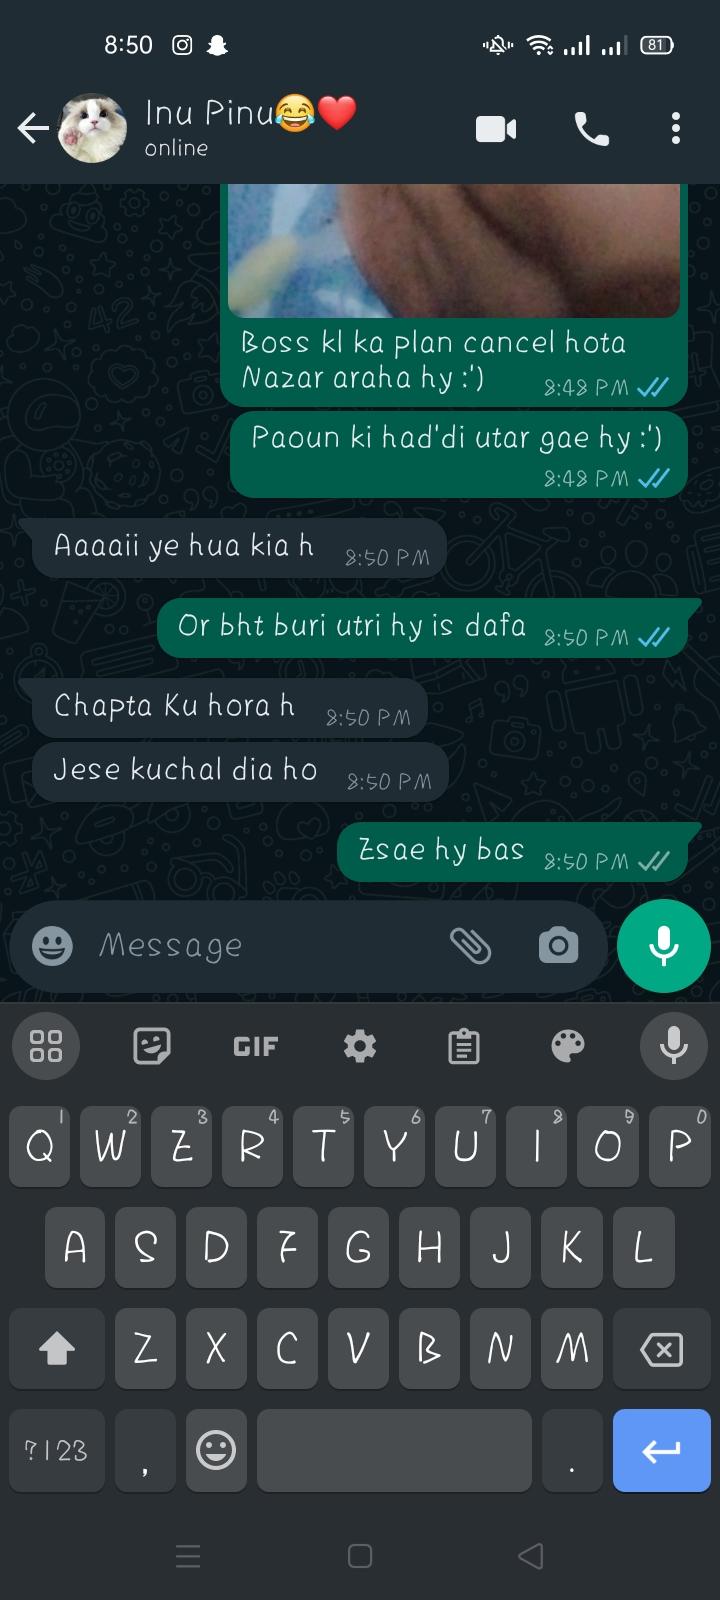 8:50
81
Inu Pinu😂❤️
online
Boss kl ka plan cancel hota
Nazar araha hy :')
8:48 PM
Paoun ki had'di utar gae hy :')
8:48 PM
Aaaaii ye hua kia h 8:50 PM
Or bht buri utri hy is dafa 8:50 PM
Chapta Ku hora h 8:50 PM
Jese kuchal dia ho 8:50 PM
Esae hy bas 8:50 PM
Message
GIF
1 2 3 4 5 6 7 8 9 0
Q W E R T Y U I O P
A S D F G H J K L
Z X C V B N M
?123 , .